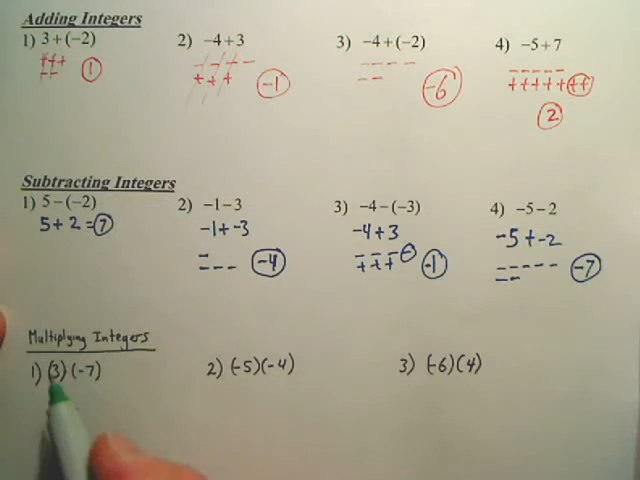 Adding Integers
1) 3 + (−2) 2) −4 + 3 3) −4 + (−2) 4) −5 + 7
+++ − − − − − − − − − − − − −
− − +++ − − +++++++
1 −1 −6 2
Subtracting Integers
1) 5 − (−2) 2) −1 − 3 3) −4 − (−3) 4) −5 − 2
5 + 2 = 7 −1 + −3 −4 + 3 −5 + −2
− − − − − − − − − −
− − − −4 +++ −1 − − −7
Multiplying Integers
1) (3)(−7) 2) (−5)(−4) 3) (−6)(4)